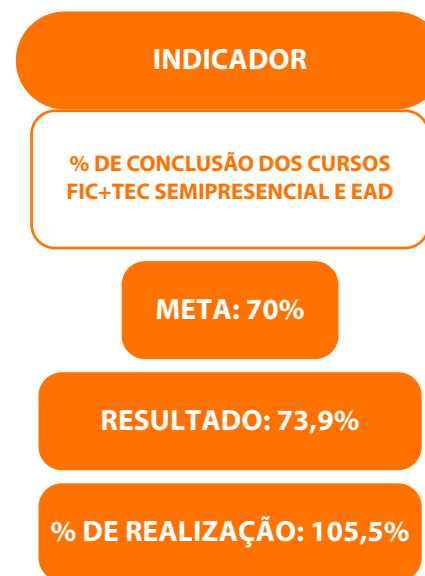 INDICADOR
% DE CONCLUSÃO DOS CURSOS
FIC+TEC SEMIPRESENCIAL E EAD
META: 70%
RESULTADO: 73,9%
% DE REALIZAÇÃO: 105,5%